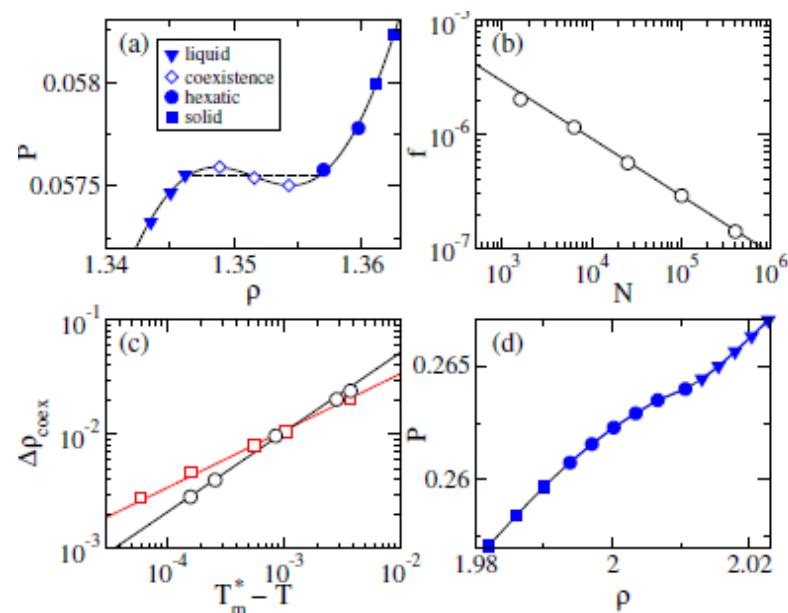 (a)
liquid
coexistence
hexatic
solid
0.058
0.0575
P
1.34 1.35 1.36
ρ
(b)
10^-5
10^-6
10^-7
f
10^3 10^4 10^5 10^6
N
(c)
10^-1
10^-2
10^-3
Δρ_coex
10^-4 10^-3 10^-2
T_m^* − T
(d)
0.265
0.26
P
1.98 2 2.02
ρ